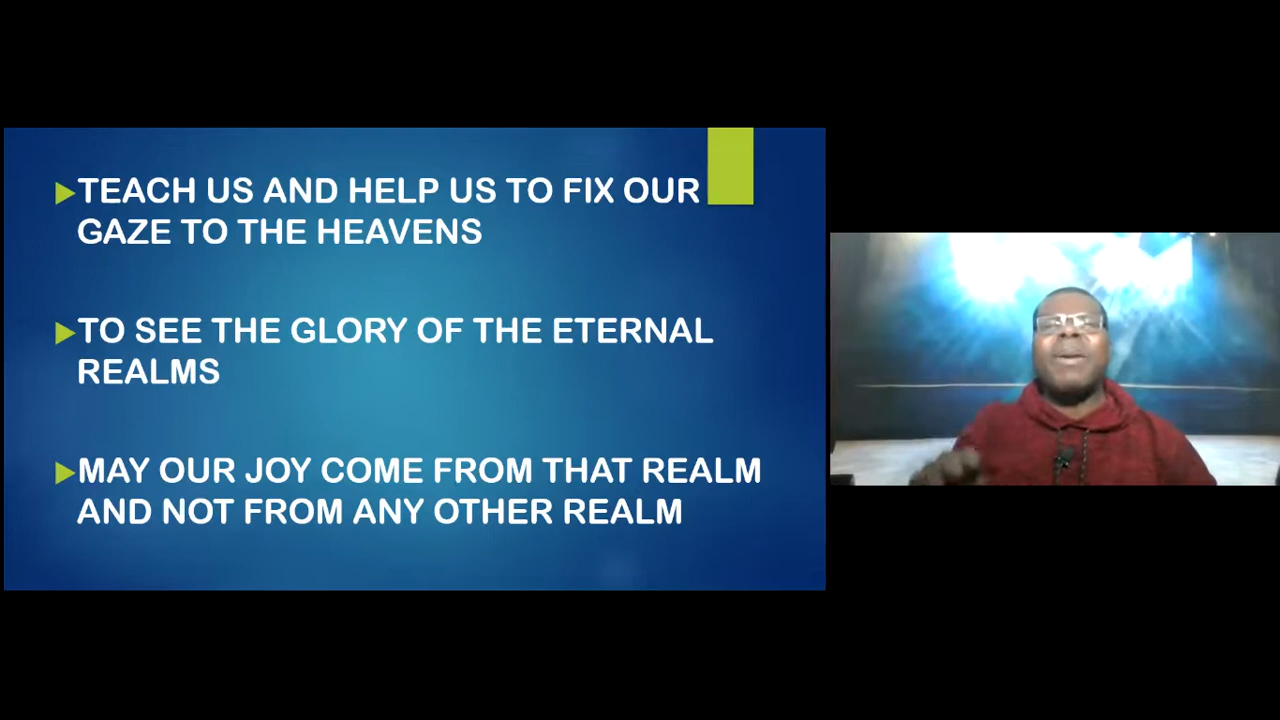 TEACH US AND HELP US TO FIX OUR
GAZE TO THE HEAVENS
TO SEE THE GLORY OF THE ETERNAL
REALMS
MAY OUR JOY COME FROM THAT REALM
AND NOT FROM ANY OTHER REALM